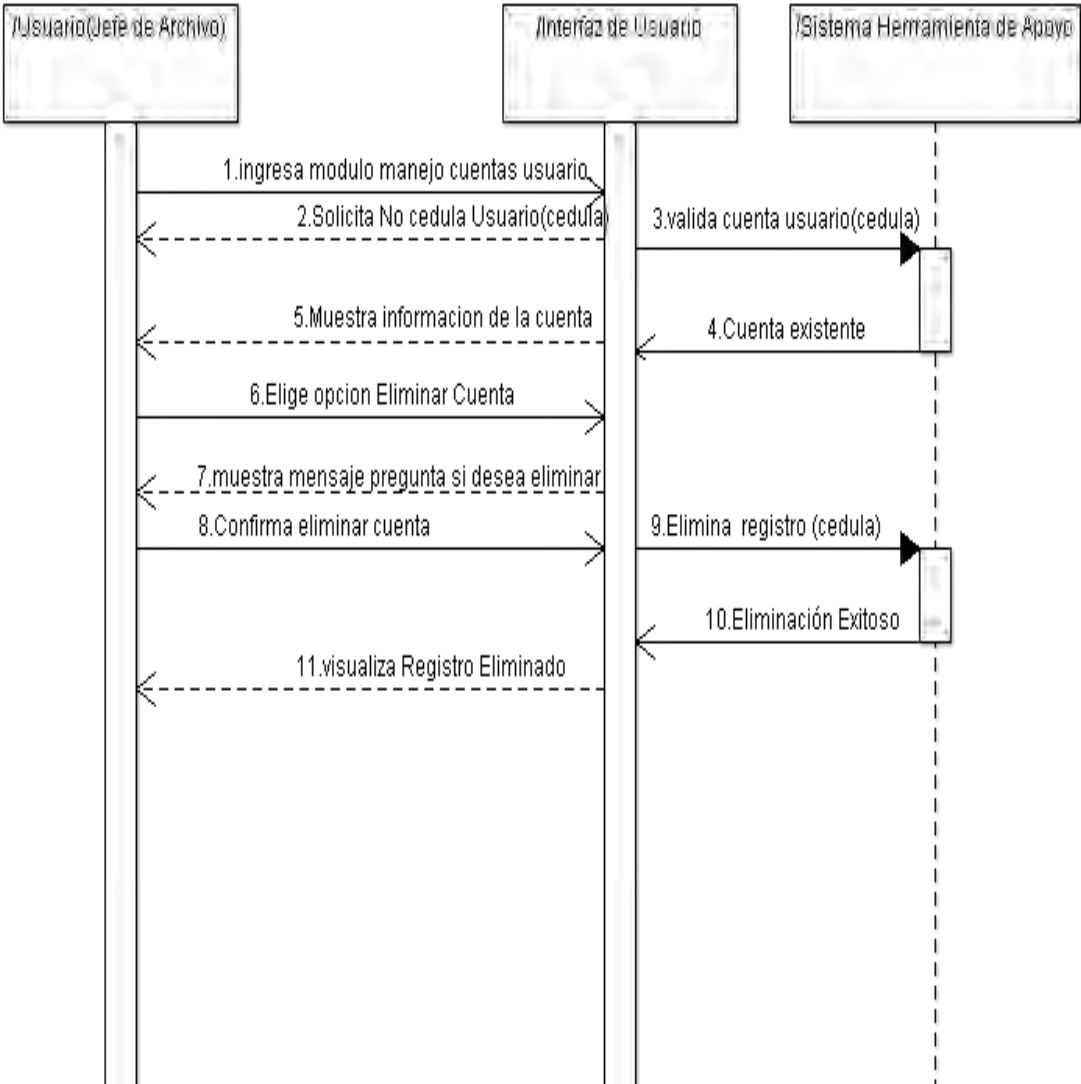 /Usuario(Jefe de Archivo)
/Interfaz de Usuario
/Sistema Herrramienta de Apoyo
1.ingresa modulo manejo cuentas usuario
2.Solicita No cedula Usuario(cedula)
3.valida cuenta usuario(cedula)
5.Muestra informacion de la cuenta
4.Cuenta existente
6.Elige opcion Eliminar Cuenta
7.muestra mensaje pregunta si desea eliminar
8.Confirma eliminar cuenta
9.Elimina registro (cedula)
10.Eliminación Exitoso
11.visualiza Registro Eliminado